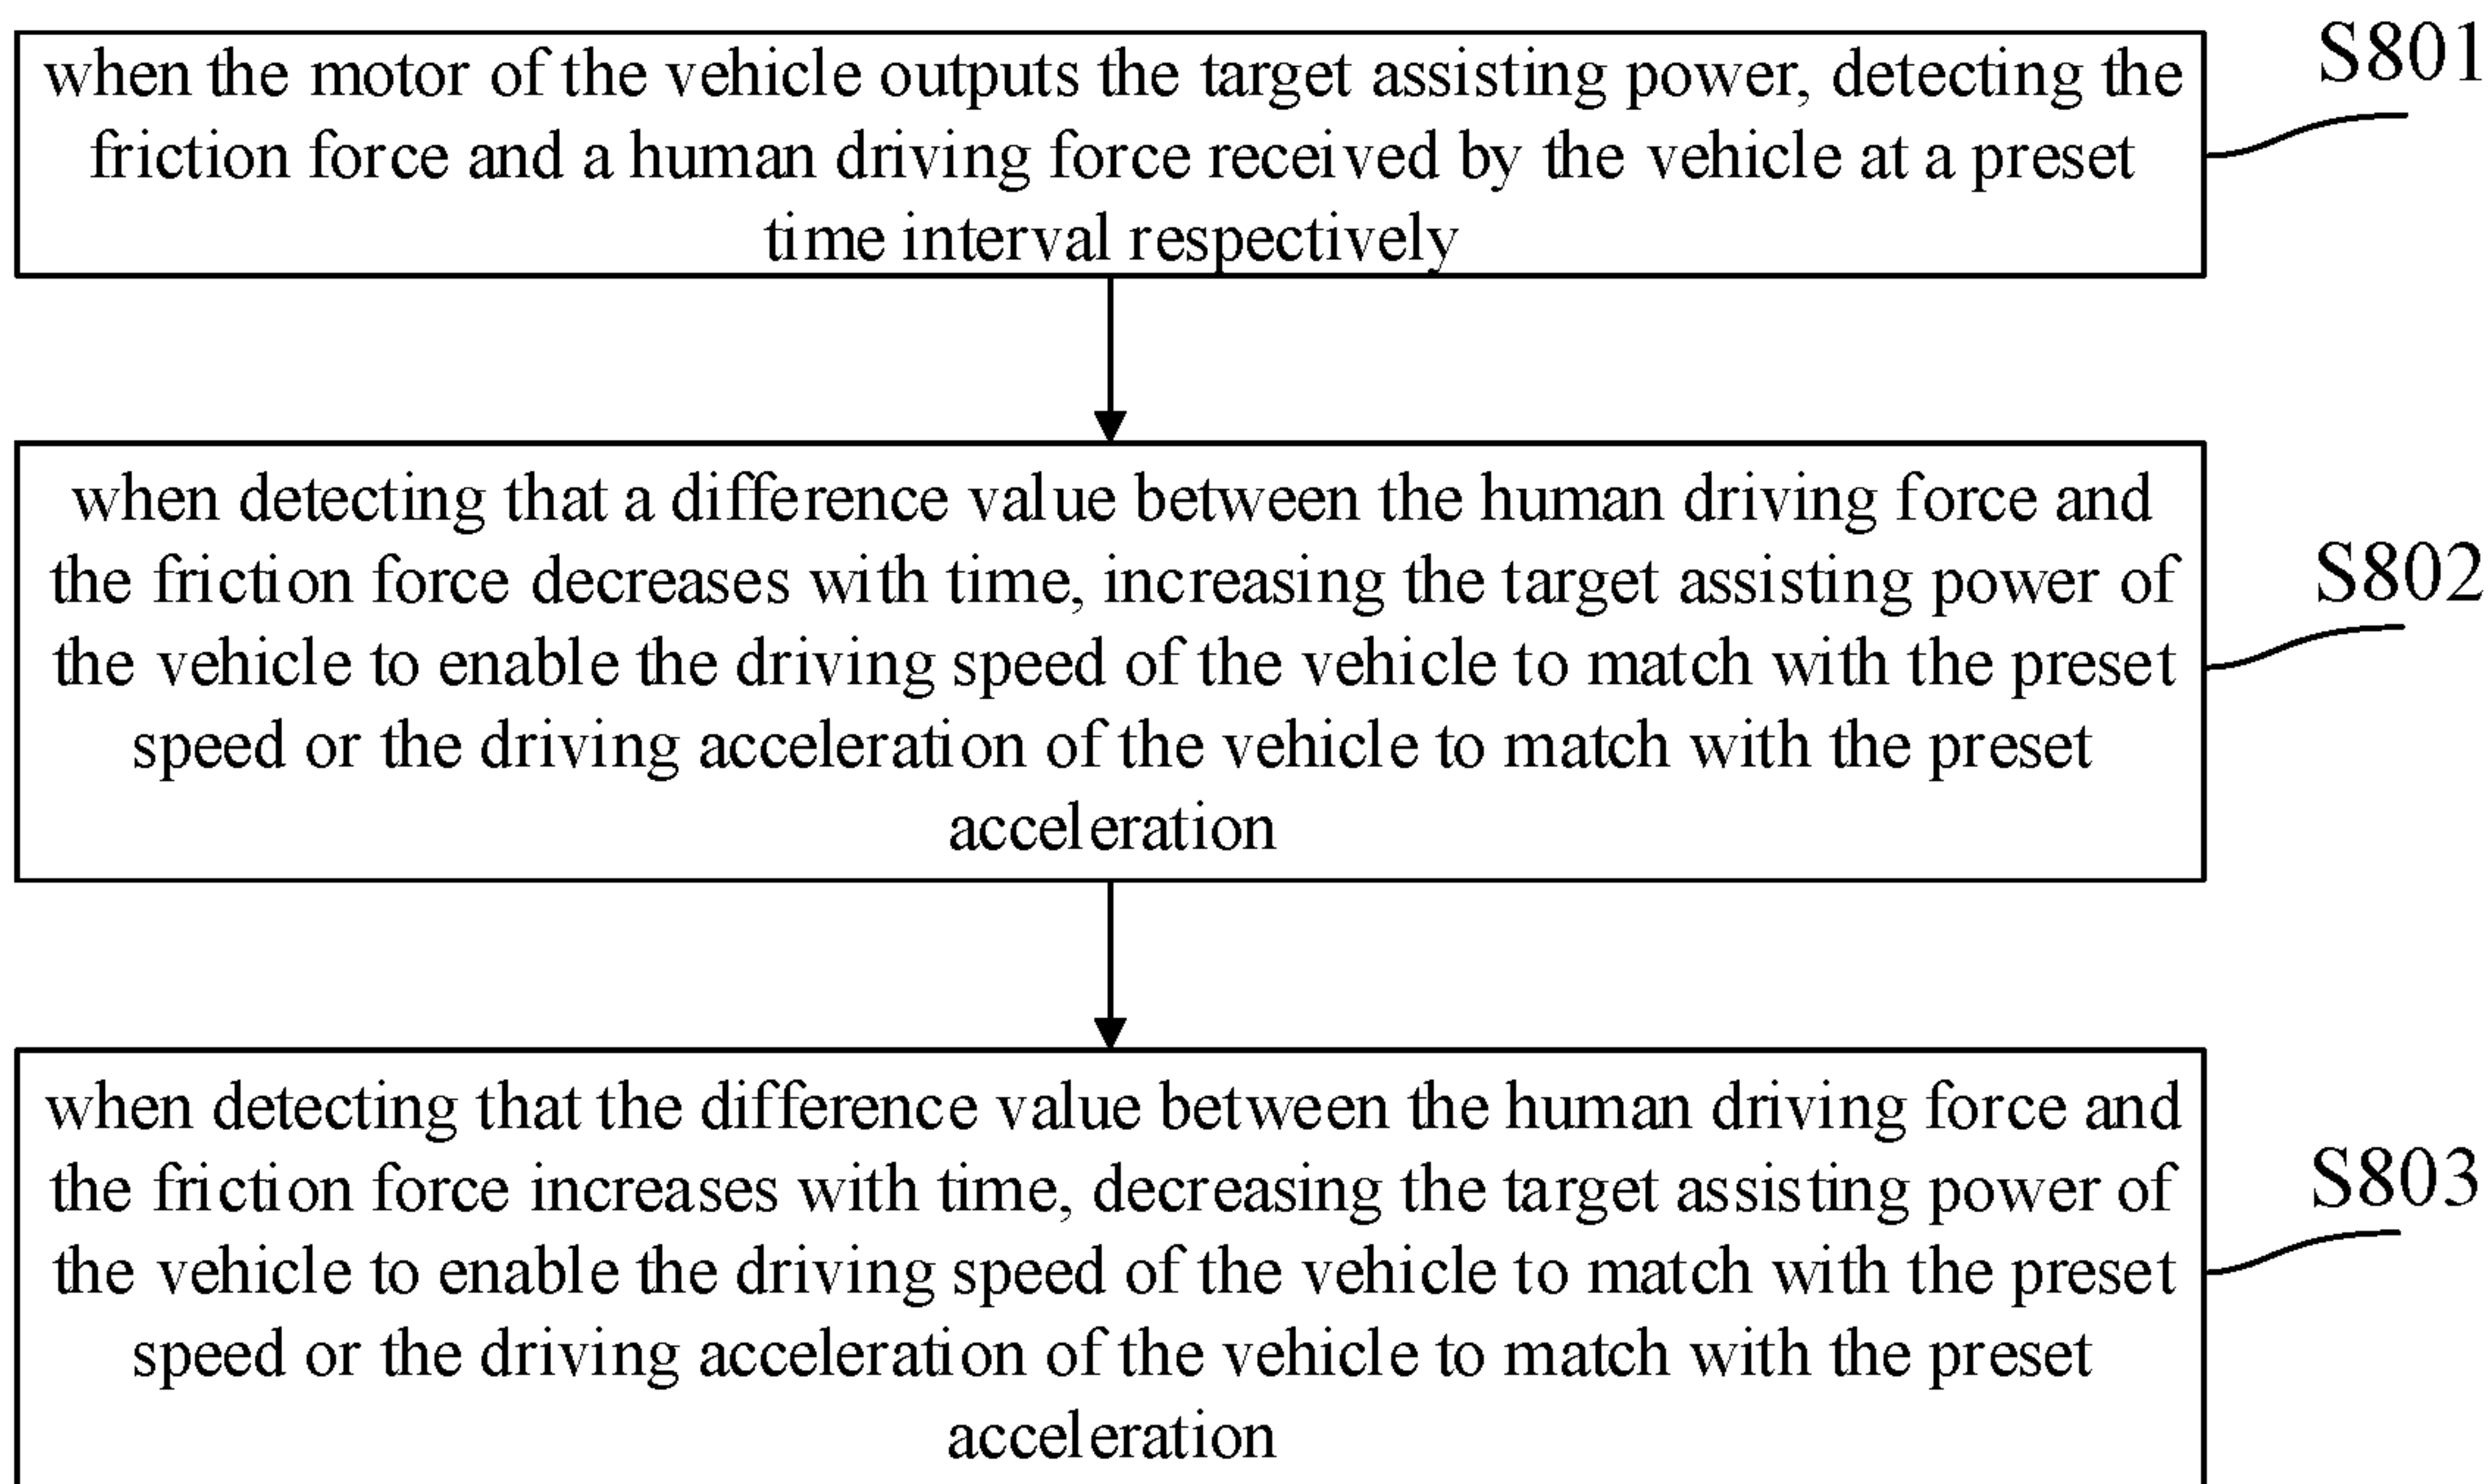 when the motor of the vehicle outputs the target assisting power, detecting the
friction force and a human driving force received by the vehicle at a preset
time interval respectively
S801
when detecting that a difference value between the human driving force and
the friction force decreases with time, increasing the target assisting power of
the vehicle to enable the driving speed of the vehicle to match with the preset
speed or the driving acceleration of the vehicle to match with the preset
acceleration
S802
when detecting that the difference value between the human driving force and
the friction force increases with time, decreasing the target assisting power of
the vehicle to enable the driving speed of the vehicle to match with the preset
speed or the driving acceleration of the vehicle to match with the preset
acceleration
S803